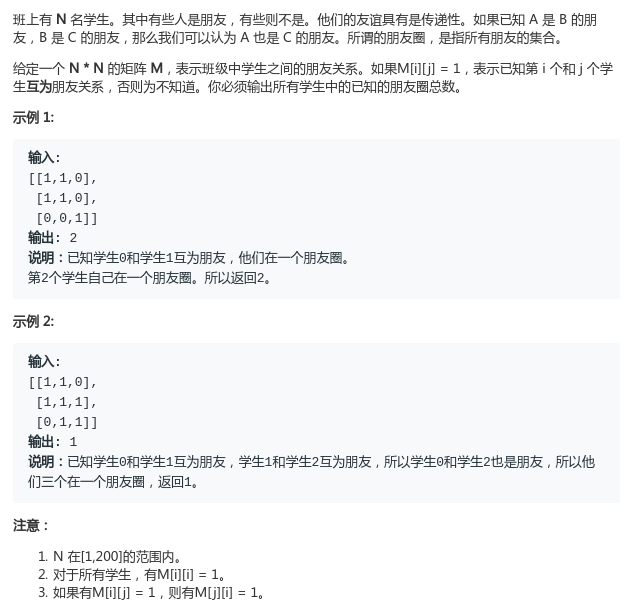 班上有 N 名学生。其中有些人是朋友，有些则不是。他们的友谊具有是传递性。如果已知 A 是 B 的朋
友，B 是 C 的朋友，那么我们可以认为 A 也是 C 的朋友。所谓的朋友圈，是指所有朋友的集合。
给定一个 N * N 的矩阵 M，表示班级中学生之间的朋友关系。如果M[i][j] = 1，表示已知第 i 个和 j 个学
生互为朋友关系，否则为不知道。你必须输出所有学生中的已知的朋友圈总数。
示例 1:
输入:
[[1,1,0],
[1,1,0],
[0,0,1]]
输出: 2
说明：已知学生0和学生1互为朋友，他们在一个朋友圈。
第2个学生自己在一个朋友圈。所以返回2。
示例 2:
输入:
[[1,1,0],
[1,1,1],
[0,1,1]]
输出: 1
说明：已知学生0和学生1互为朋友，学生1和学生2互为朋友，所以学生0和学生2也是朋友，所以他
们三个在一个朋友圈，返回1。
注意：
1. N 在[1,200]的范围内。
2. 对于所有学生，有M[i][i] = 1。
3. 如果有M[i][j] = 1，则有M[j][i] = 1。